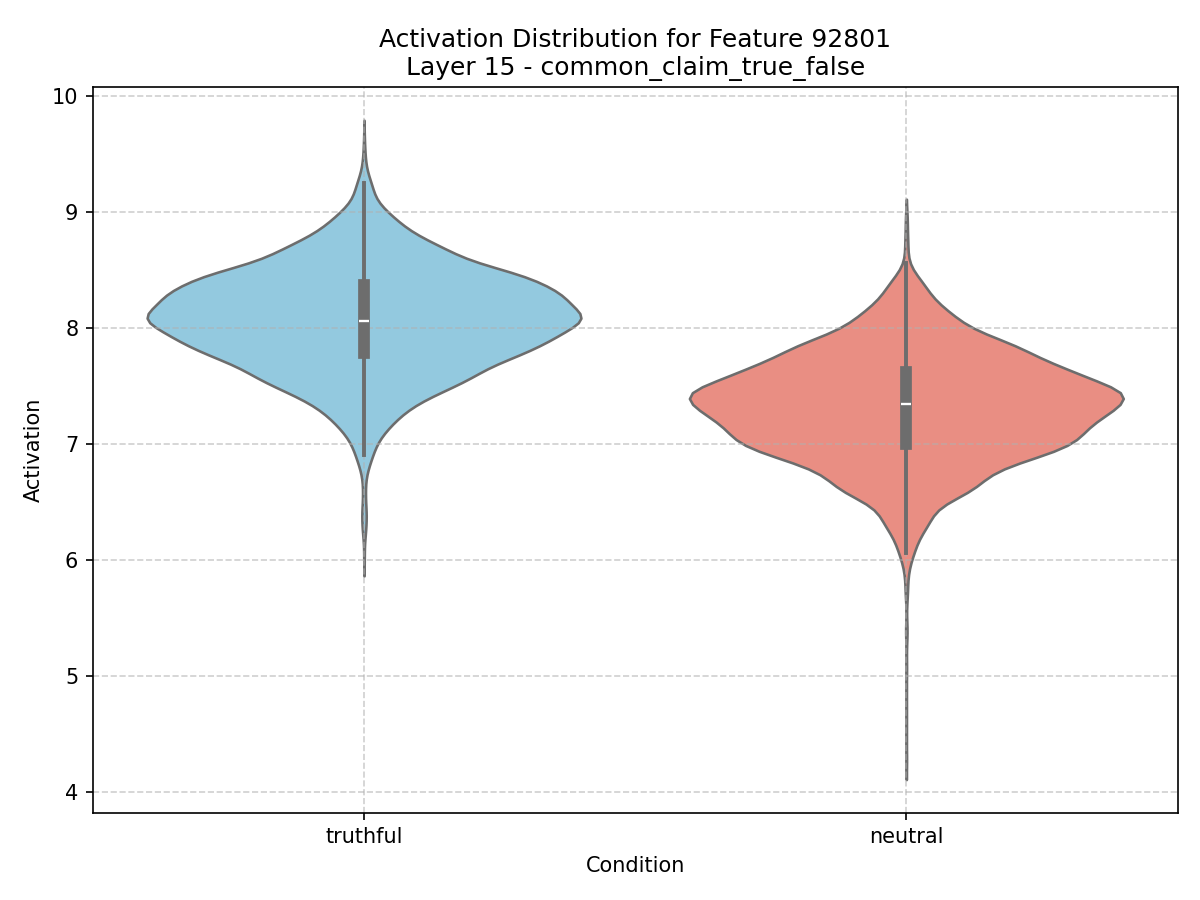 Activation Distribution for Feature 92801
Layer 15 - common_claim_true_false
10
9
8
7
6
5
4
Activation
truthful
neutral
Condition